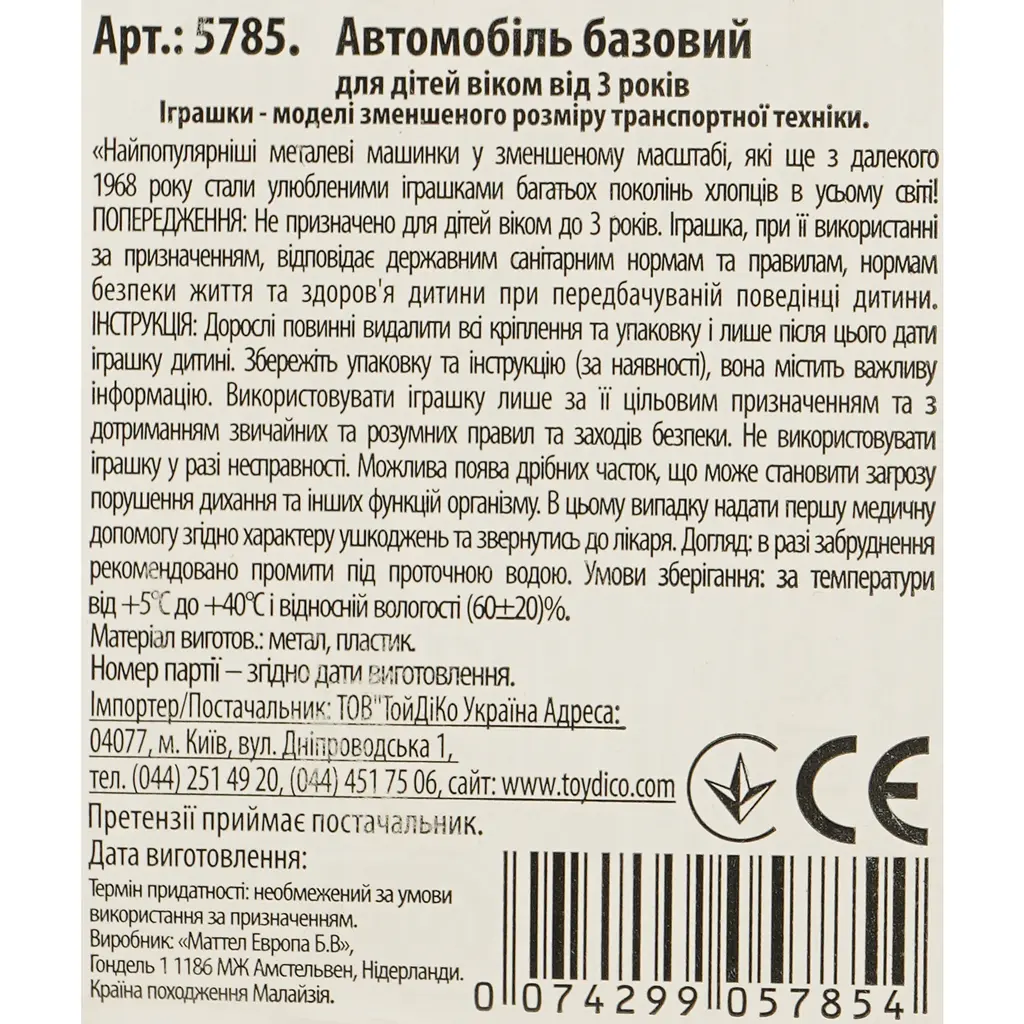 Арт.: 5785. Автомобіль базовий
для дітей віком від 3 років
Іграшки - моделі зменшеного розміру транспортної техніки.
«Найпопулярніші металеві машинки у зменшеному масштабі, які ще з далекого
1968 року стали улюбленими іграшками багатьох поколінь хлопців в усьому світі!
ПОПЕРЕДЖЕННЯ: Не призначено для дітей віком до 3 років. Іграшка, при її використанні
за призначенням, відповідає державним санітарним нормам та правилам, нормам
безпеки життя та здоров'я дитини при передбачуваній поведінці дитини.
ІНСТРУКЦІЯ: Дорослі повинні видалити всі кріплення та упаковку і лише після цього дати
іграшку дитині. Збережіть упаковку та інструкцію (за наявності), вона містить важливу
інформацію. Використовувати іграшку лише за її цільовим призначенням та з
дотриманням звичайних та розумних правил та заходів безпеки. Не використовувати
іграшку у разі несправності. Можлива поява дрібних часток, що може становити загрозу
порушення дихання та інших функцій організму. В цьому випадку надати першу медичну
допомогу згідно характеру ушкоджень та звернутись до лікаря. Догляд: в разі забруднення
рекомендовано промити під проточною водою. Умови зберігання: за температури
від +5℃ до +40℃ і відносній вологості (60±20)%.
Матеріал виготов.: метал, пластик.
Номер партії – згідно дати виготовлення.
Імпортер/Постачальник: ТОВ"ТойДіКо Україна Адреса:
04077, м. Київ, вул. Дніпроводська 1,
тел. (044) 251 49 20, (044) 451 75 06, сайт: www.toydico.com
Претензії приймає постачальник.
Дата виготовлення:
Термін придатності: необмежений за умови
використання за призначенням.
Виробник: «Маттел Европа Б.В»,
Гондель 1 1186 МЖ Амстельвен, Нідерланди.
Країна походження Малайзія.
CE
0 074299 057854